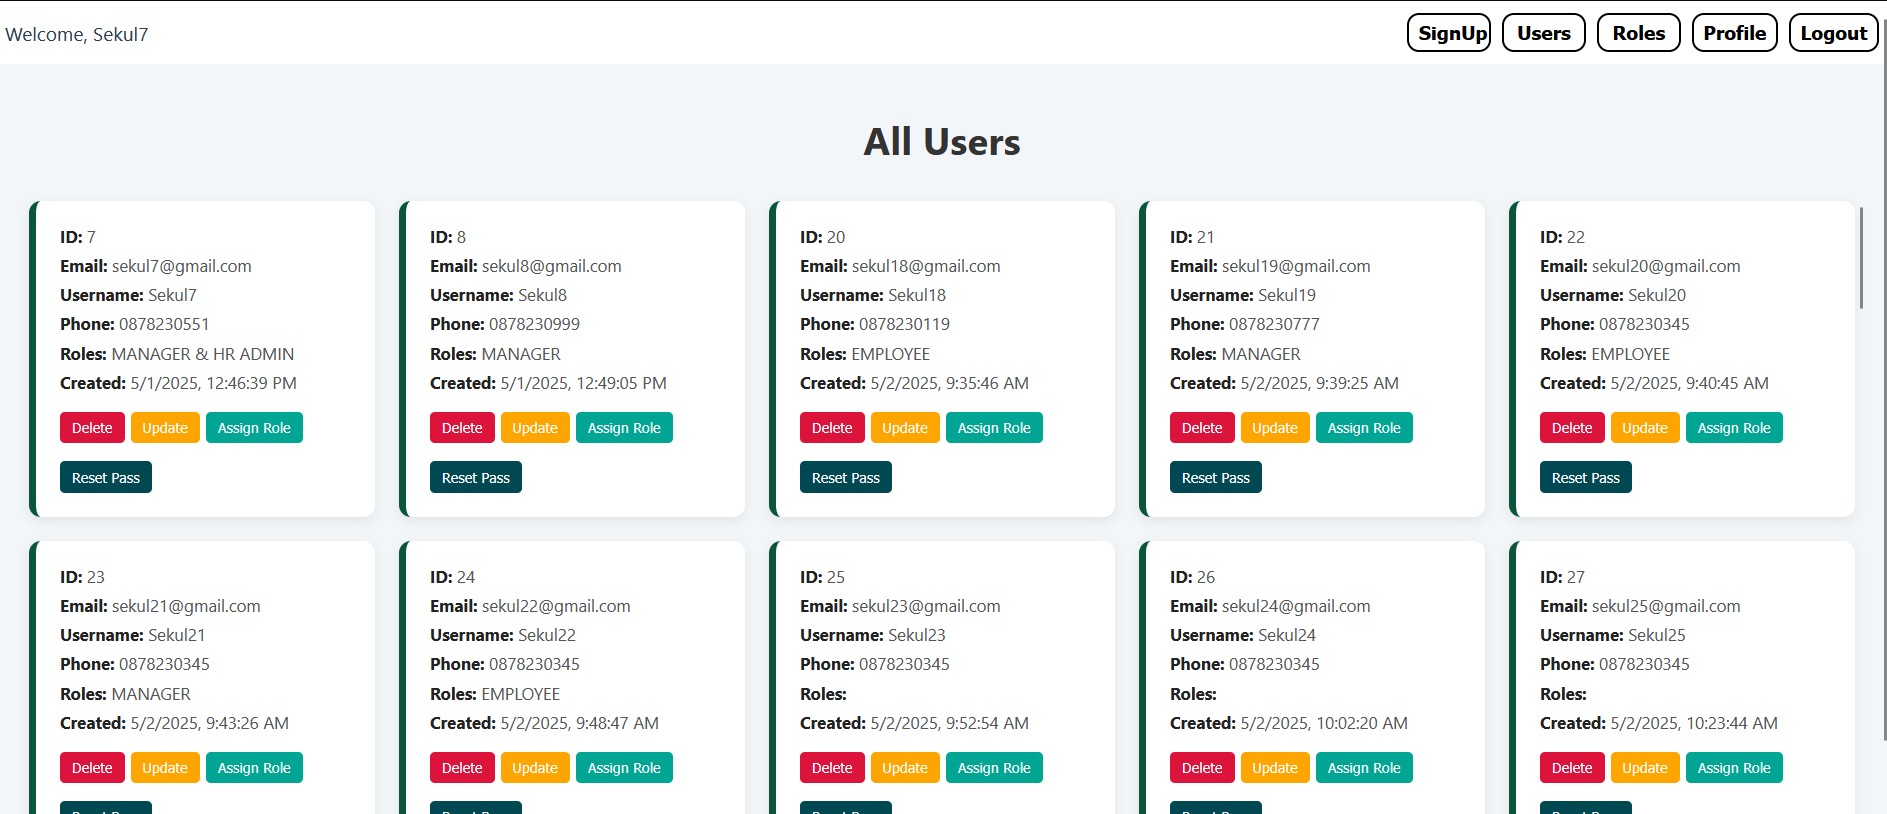 Welcome, Sekul7
SignUp Users Roles Profile Logout
All Users
ID: 7
Email: sekul7@gmail.com
Username: Sekul7
Phone: 0878230551
Roles: MANAGER & HR ADMIN
Created: 5/1/2025, 12:46:39 PM
Delete Update Assign Role
Reset Pass
ID: 8
Email: sekul8@gmail.com
Username: Sekul8
Phone: 0878230999
Roles: MANAGER
Created: 5/1/2025, 12:49:05 PM
Delete Update Assign Role
Reset Pass
ID: 20
Email: sekul18@gmail.com
Username: Sekul18
Phone: 0878230119
Roles: EMPLOYEE
Created: 5/2/2025, 9:35:46 AM
Delete Update Assign Role
Reset Pass
ID: 21
Email: sekul19@gmail.com
Username: Sekul19
Phone: 0878230777
Roles: MANAGER
Created: 5/2/2025, 9:39:25 AM
Delete Update Assign Role
Reset Pass
ID: 22
Email: sekul20@gmail.com
Username: Sekul20
Phone: 0878230345
Roles: EMPLOYEE
Created: 5/2/2025, 9:40:45 AM
Delete Update Assign Role
Reset Pass
ID: 23
Email: sekul21@gmail.com
Username: Sekul21
Phone: 0878230345
Roles: MANAGER
Created: 5/2/2025, 9:43:26 AM
Delete Update Assign Role
ID: 24
Email: sekul22@gmail.com
Username: Sekul22
Phone: 0878230345
Roles: EMPLOYEE
Created: 5/2/2025, 9:48:47 AM
Delete Update Assign Role
ID: 25
Email: sekul23@gmail.com
Username: Sekul23
Phone: 0878230345
Roles:
Created: 5/2/2025, 9:52:54 AM
Delete Update Assign Role
ID: 26
Email: sekul24@gmail.com
Username: Sekul24
Phone: 0878230345
Roles:
Created: 5/2/2025, 10:02:20 AM
Delete Update Assign Role
ID: 27
Email: sekul25@gmail.com
Username: Sekul25
Phone: 0878230345
Roles:
Created: 5/2/2025, 10:23:44 AM
Delete Update Assign Role